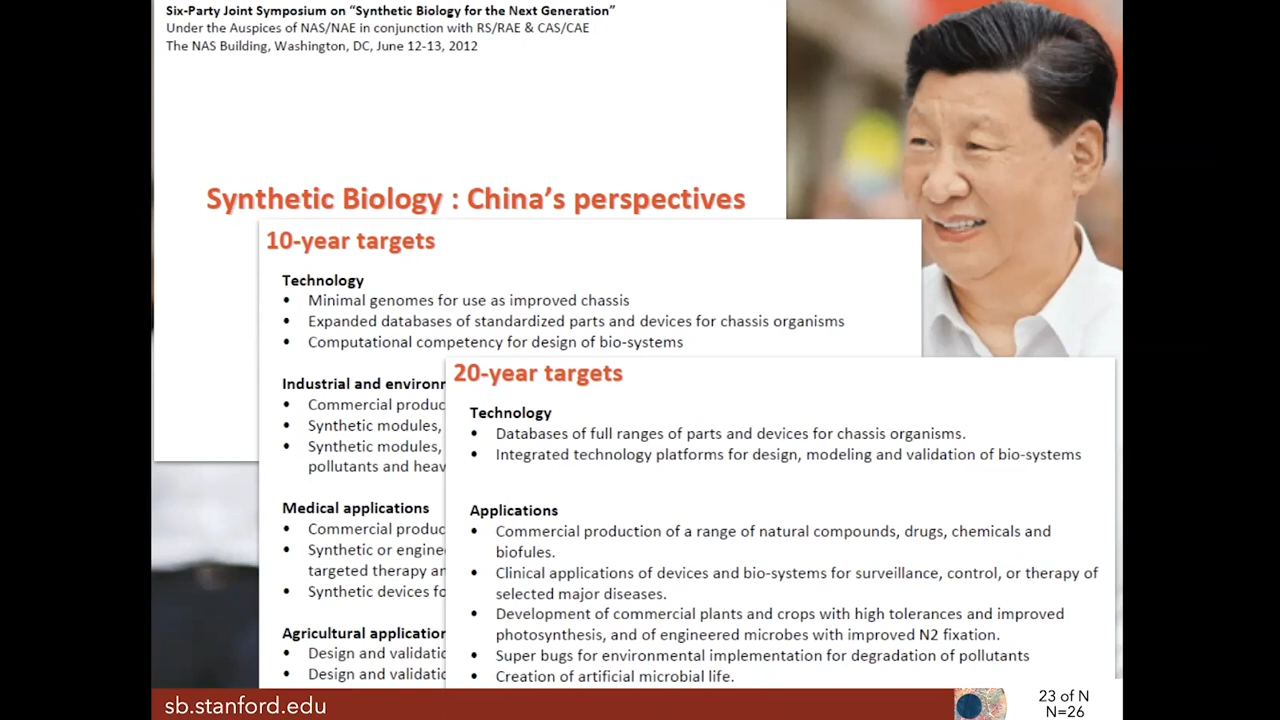 Six-Party Joint Symposium on “Synthetic Biology for the Next Generation”
Under the Auspices of NAS/NAE in conjunction with RS/RAE & CAS/CAE
The NAS Building, Washington, DC, June 12-13, 2012
Synthetic Biology : China’s perspectives
10-year targets
Technology
• Minimal genomes for use as improved chassis
• Expanded databases of standardized parts and devices for chassis organisms
• Computational competency for design of bio-systems
Industrial and environ
• Commercial produc
• Synthetic modules,
• Synthetic modules,
pollutants and heav
Medical applications
• Commercial produc
• Synthetic or engine
targeted therapy an
• Synthetic devices fo
Agricultural application
• Design and validatio
• Design and validatio
20-year targets
Technology
• Databases of full ranges of parts and devices for chassis organisms.
• Integrated technology platforms for design, modeling and validation of bio-systems
Applications
• Commercial production of a range of natural compounds, drugs, chemicals and
biofules.
• Clinical applications of devices and bio-systems for surveillance, control, or therapy of
selected major diseases.
• Development of commercial plants and crops with high tolerances and improved
photosynthesis, and of engineered microbes with improved N2 fixation.
• Super bugs for environmental implementation for degradation of pollutants
• Creation of artificial microbial life.
sb.stanford.edu
23 of N
N=26